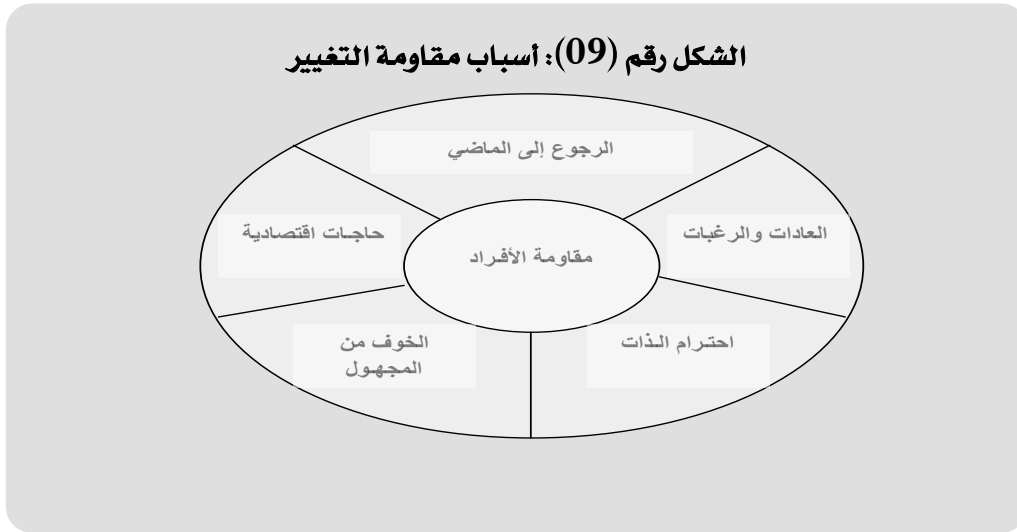 الشكل رقم (09): أسباب مقاومة التغيير
الرجوع إلى الماضي
العادات والرغبات
حاجات اقتصادية
مقاومة الأفراد
احترام الذات
الخوف من
المجهول